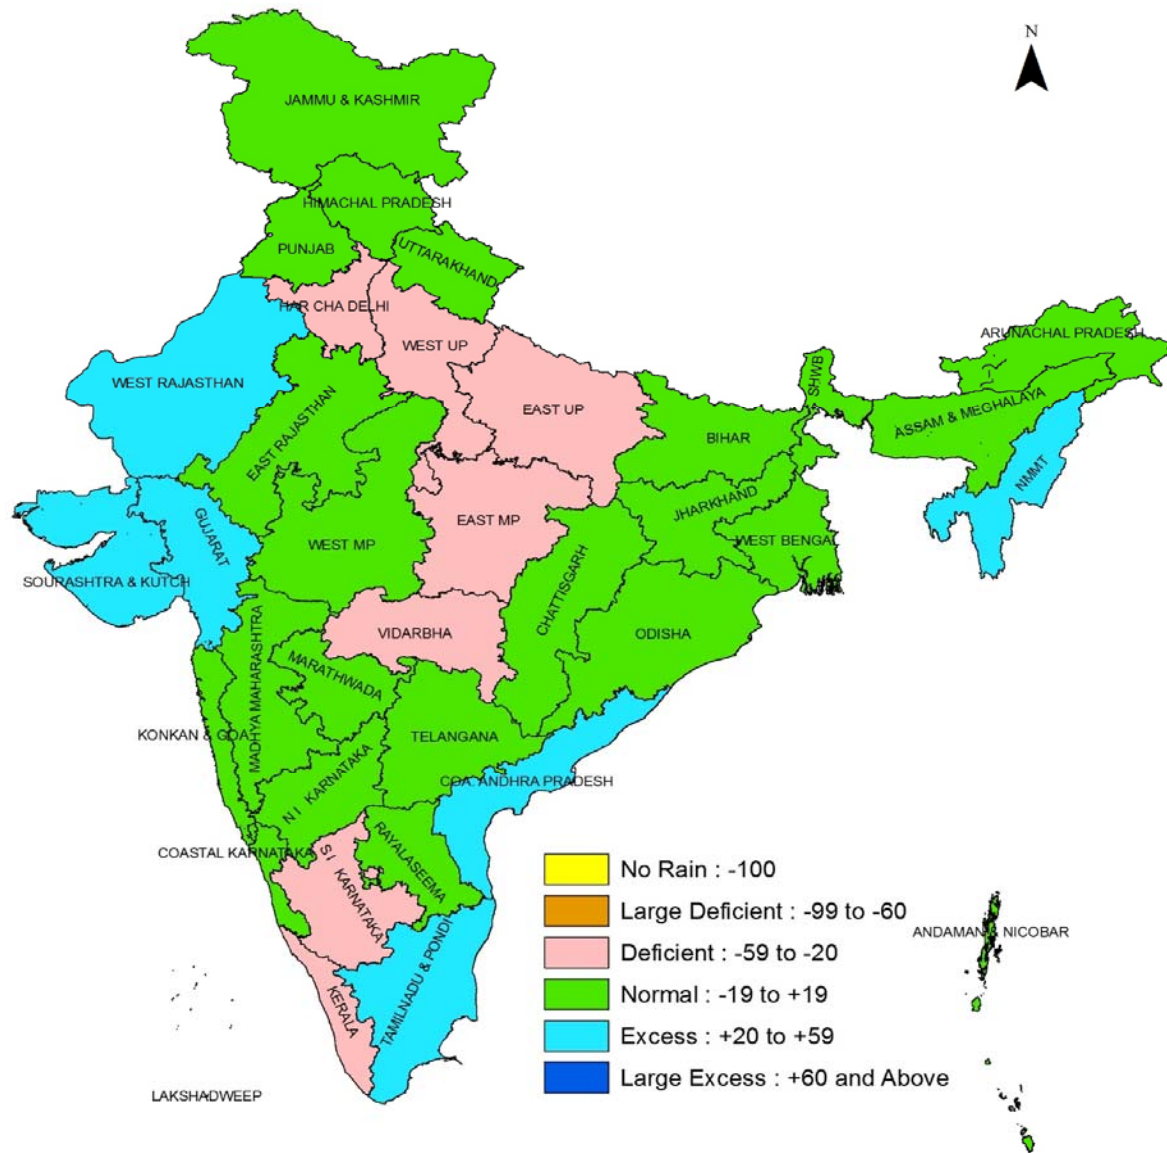 N
JAMMU & KASHMIR
HIMACHAL PRADESH
PUNJAB
UTTARAKHAND
HAR CHA DELHI
ARUNACHAL PRADESH
WEST UP
WEST RAJASTHAN
SHWB
EAST RAJASTHAN
EAST UP
ASSAM & MEGHALAYA
BIHAR
NMMT
JHARKHAND
EAST MP
GUJARAT
WEST MP
WEST BENGAL
SOURASHTRA & KUTCH
CHATTISGARH
VIDARBHA
ODISHA
MADHYA MAHARASHTRA
MARATHWADA
KONKAN & GOA
TELANGANA
N I KARNATAKA
COA. ANDHRA PRADESH
COASTAL KARNATAKA
RAYALASEEMA
S I KARNATAKA
No Rain : -100
Large Deficient : -99 to -60
ANDAMAN & NICOBAR
Deficient : -59 to -20
TAMILNADU & PONDI
Normal : -19 to +19
KERALA
Excess : +20 to +59
Large Excess : +60 and Above
LAKSHADWEEP